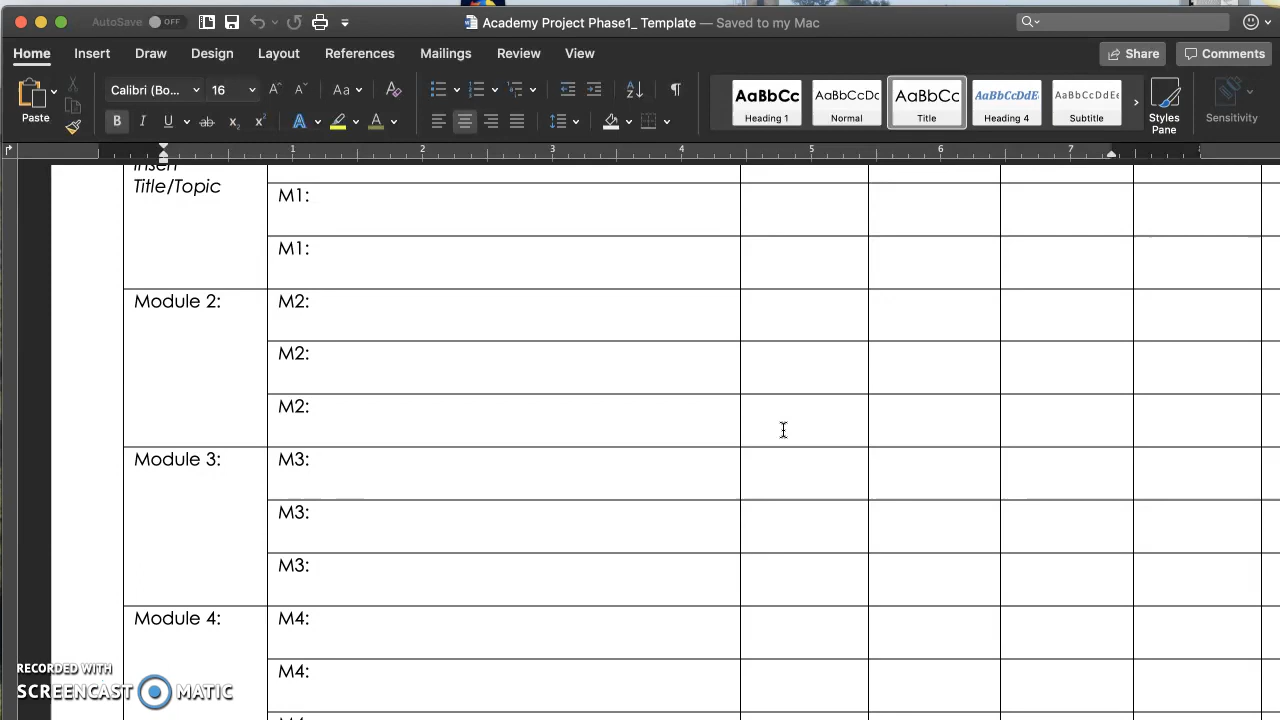 AutoSave OFF
Academy Project Phase1_ Template — Saved to my Mac
Home Insert Draw Design Layout References Mailings Review View
Share Comments
Paste
Calibri (Bo... 16
Aa
AaBbCc AaBbCcDc AaBbCc AaBbCcDdE AaBbCcDdEe
Heading 1 Normal Title Heading 4 Subtitle
Styles
Pane
Sensitivity
1 2 3 4 5 6 7
Insert
Title/Topic
M1:
M1:
Module 2: M2:
M2:
M2:
Module 3: M3:
M3:
M3:
Module 4: M4:
M4:
M4:
RECORDED WITH
SCREENCAST MATIC